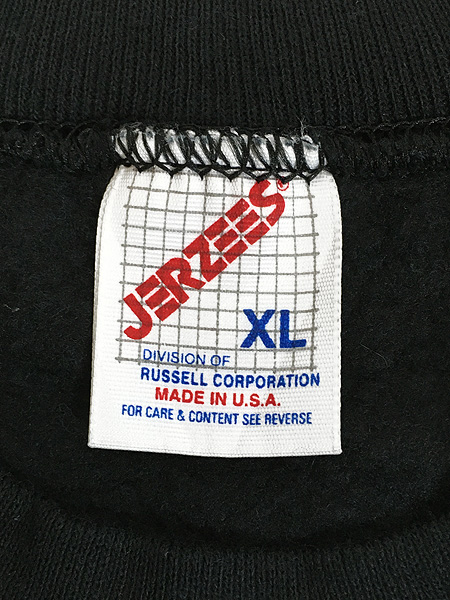 JERZEES®
XL
DIVISION OF
RUSSELL CORPORATION
MADE IN U.S.A.
FOR CARE & CONTENT SEE REVERSE